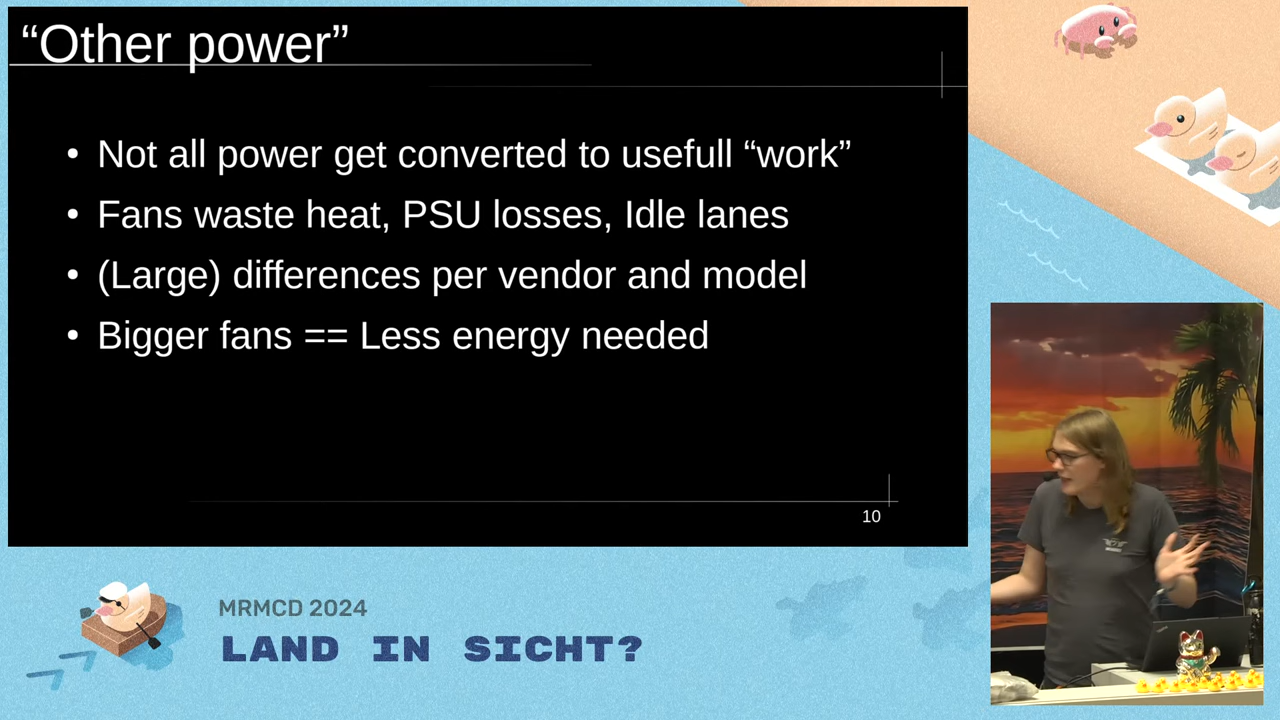 “Other power”
• Not all power get converted to usefull “work”
• Fans waste heat, PSU losses, Idle lanes
• (Large) differences per vendor and model
• Bigger fans == Less energy needed
10
MRMCD 2024
LAND IN SICHT?